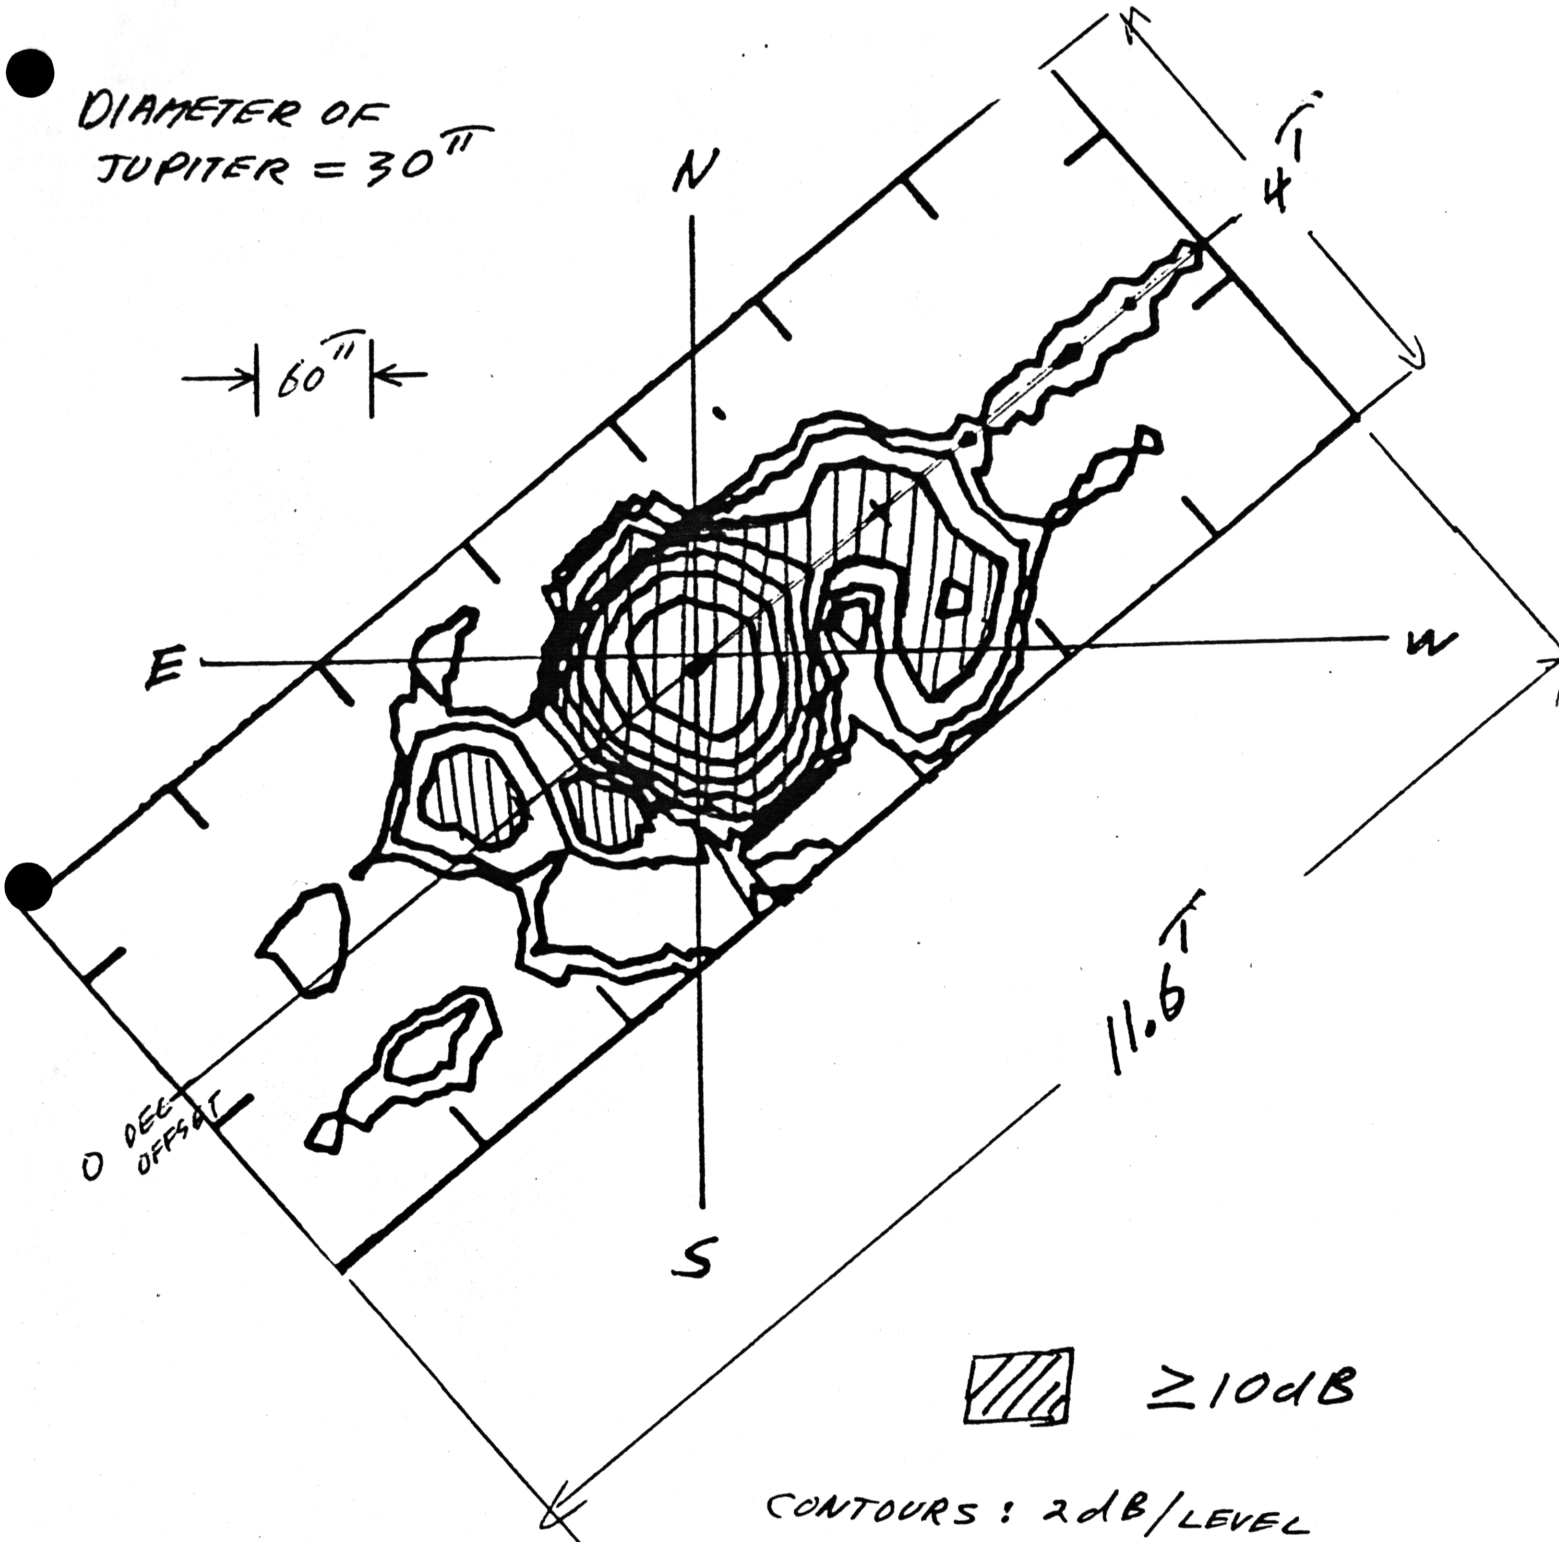 DIAMETER OF
JUPITER = 30"
N
4'
60"
E
W
11.6'
0 DEC
OFFSET
S
≥10dB
CONTOURS: 2dB/LEVEL